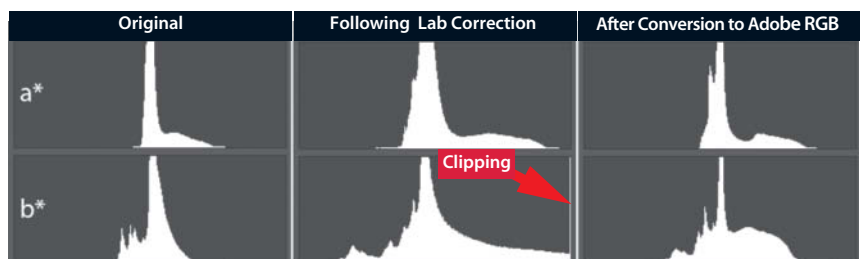 Original
Following Lab Correction
After Conversion to Adobe RGB
a*
Clipping
b*